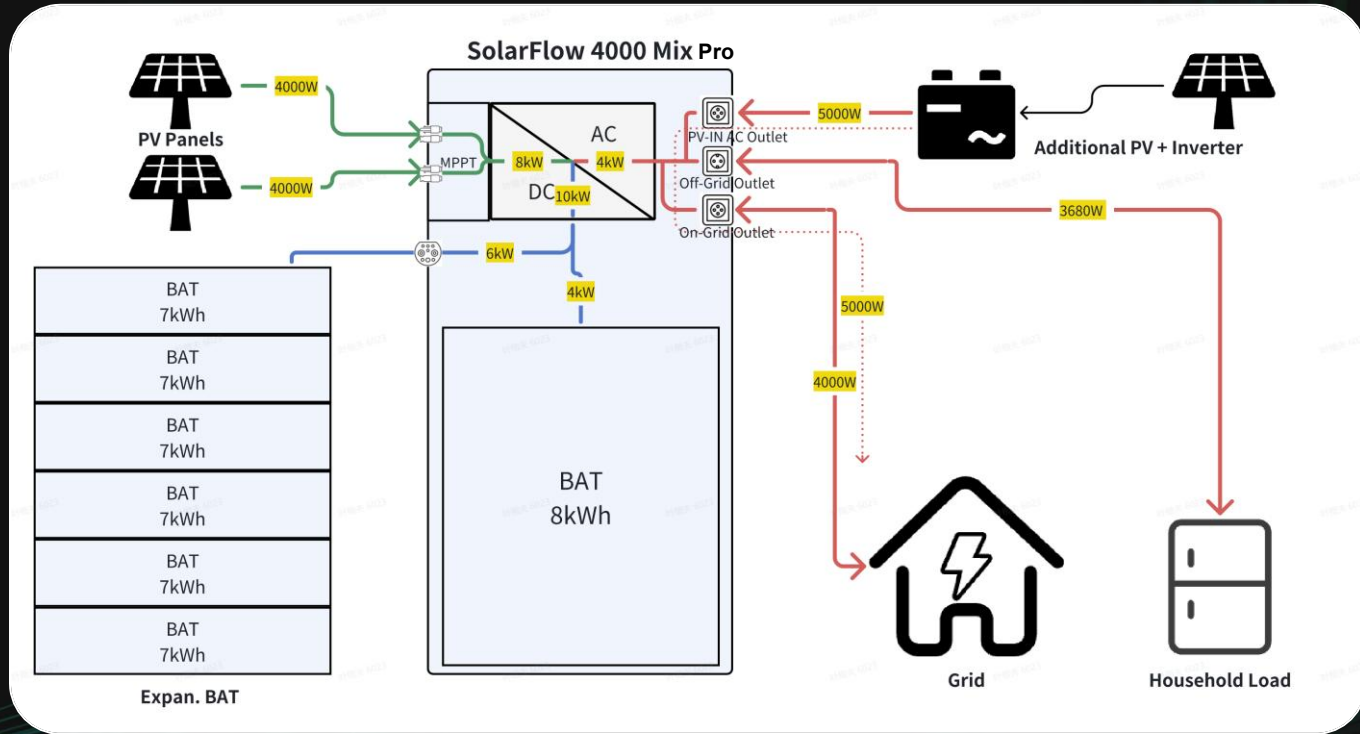 SolarFlow 4000 Mix Pro
4000W
PV Panels
4000W
MPPT
8kW
AC
4kW
DC
10kW
6kW
4kW
PV-IN AC Outlet
Off-Grid Outlet
On-Grid Outlet
5000W
Additional PV + Inverter
3680W
5000W
4000W
BAT
7kWh
BAT
7kWh
BAT
7kWh
BAT
7kWh
BAT
7kWh
BAT
7kWh
Expan. BAT
BAT
8kWh
Grid
Household Load